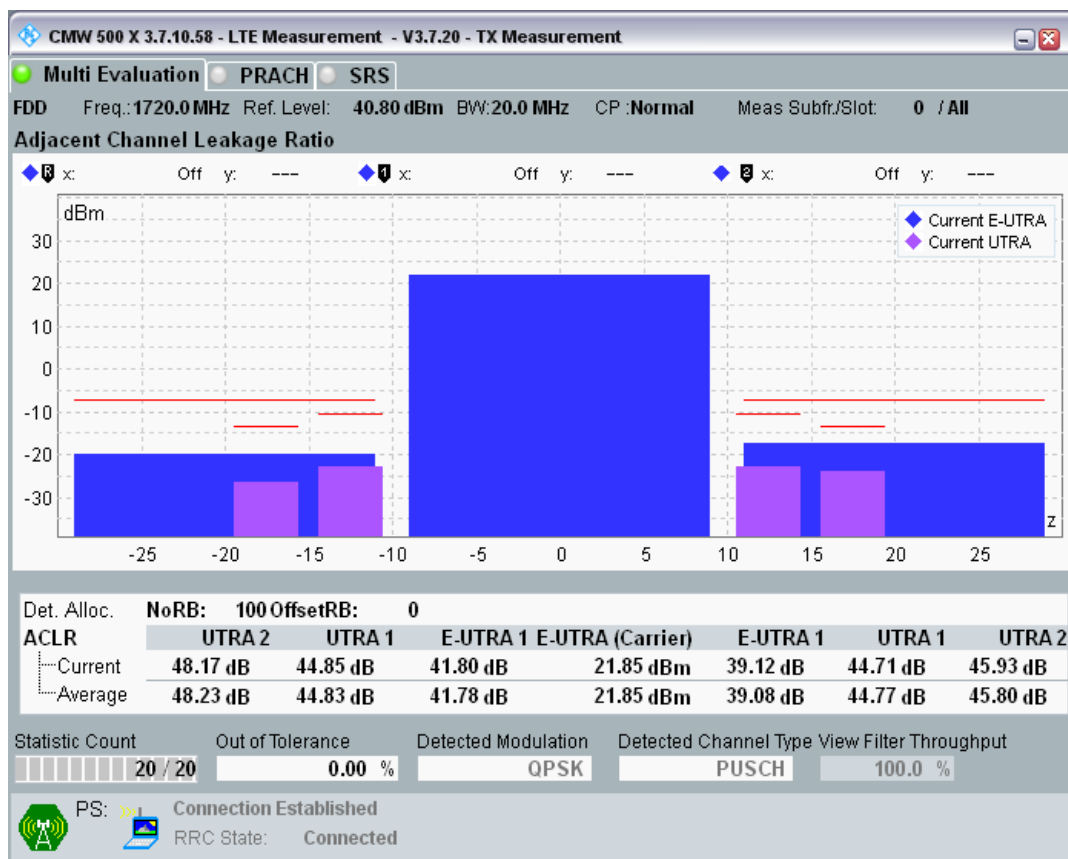 CMW 500 X 3.7.10.58 - LTE Measurement - V3.7.20 - TX Measurement
Multi Evaluation PRACH SRS
FDD Freq.: 1720.0 MHz Ref. Level: 40.80 dBm BW: 20.0 MHz CP : Normal Meas Subfr./Slot: 0 / All
Adjacent Channel Leakage Ratio
R x: Off y: --- 1 x: Off y: --- 2 x: Off y: ---
dBm
Current E-UTRA
Current UTRA
30
20
10
0
-10
-20
-30
z
-25 -20 -15 -10 -5 0 5 10 15 20 25
Det. Alloc. NoRB: 100 OffsetRB: 0
ACLR UTRA 2 UTRA 1 E-UTRA 1 E-UTRA (Carrier) E-UTRA 1 UTRA 1 UTRA 2
Current 48.17 dB 44.85 dB 41.80 dB 21.85 dBm 39.12 dB 44.71 dB 45.93 dB
Average 48.23 dB 44.83 dB 41.78 dB 21.85 dBm 39.08 dB 44.77 dB 45.80 dB
Statistic Count Out of Tolerance Detected Modulation Detected Channel Type View Filter Throughput
20 / 20 0.00 % QPSK PUSCH 100.0 %
PS: Connection Established
RRC State: Connected